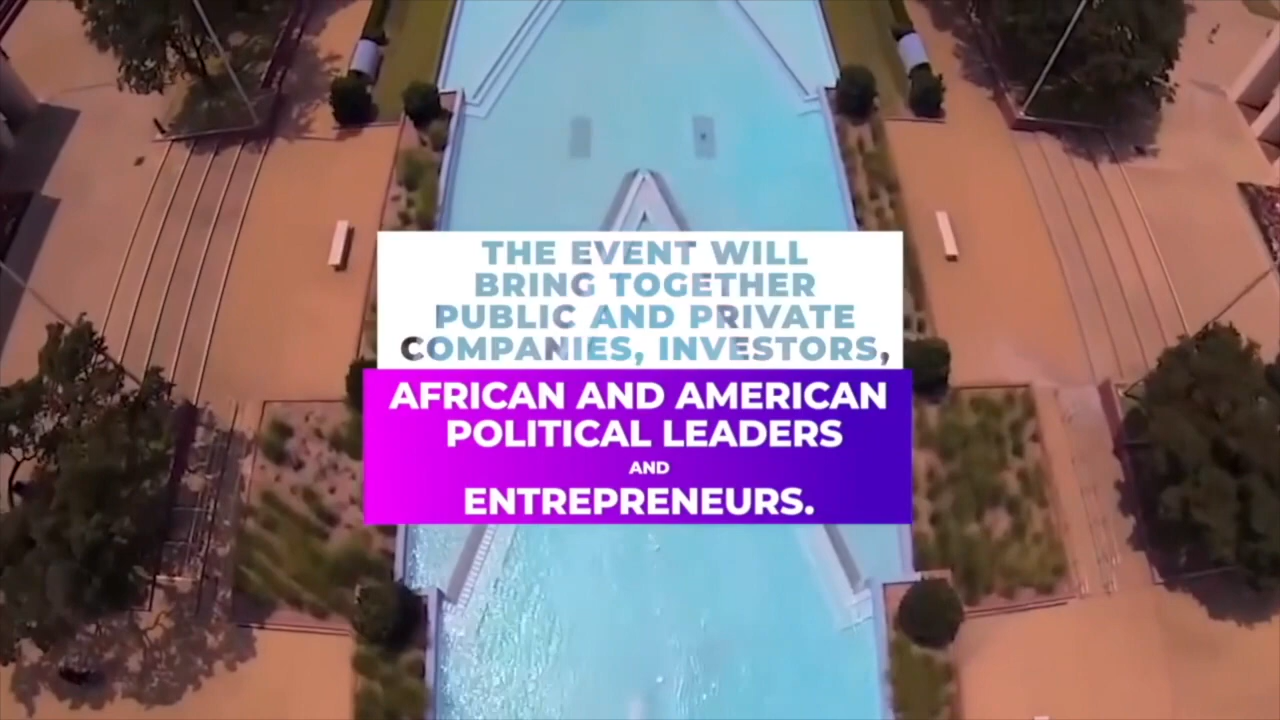 THE EVENT WILL
BRING TOGETHER
PUBLIC AND PRIVATE
COMPANIES, INVESTORS,
AFRICAN AND AMERICAN
POLITICAL LEADERS
AND
ENTREPRENEURS.